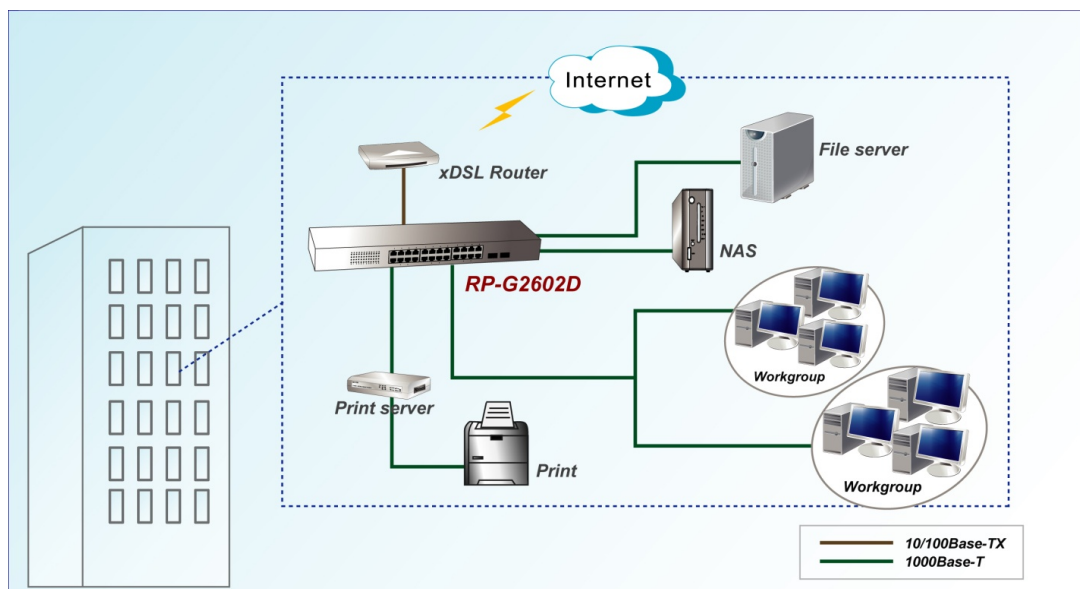 Internet
File server
xDSL Router
NAS
RP-G2602D
Workgroup
Print server
Print
Workgroup
10/100Base-TX
1000Base-T